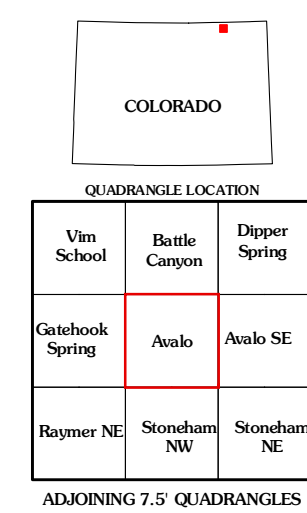 COLORADO
QUADRANGLE LOCATION
Vim
School
Battle
Canyon
Dipper
Spring
Gatehook
Spring
Avalo
Avalo SE
Raymer NE
Stoneham
NW
Stoneham
NE
ADJOINING 7.5' QUADRANGLES